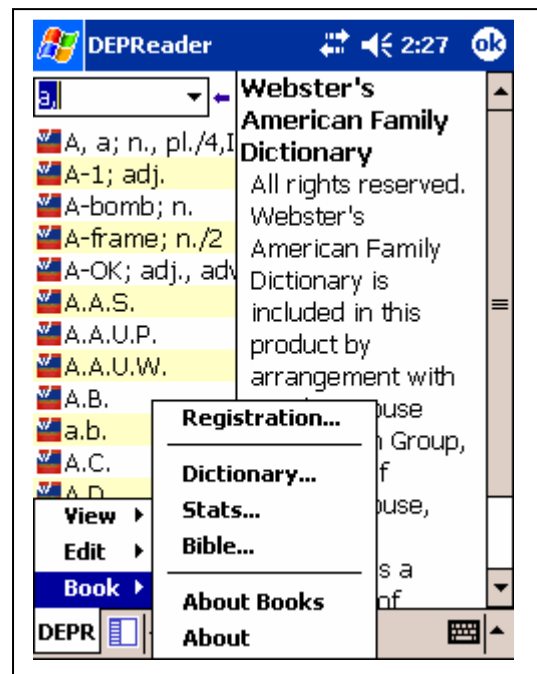 DEPReader 2:27 ok
a,
A, a; n., pl./4,I
A-1; adj.
A-bomb; n.
A-frame; n./2
A-OK; adj., adv
A.A.S.
A.A.U.P.
A.A.U.W.
A.B.
a.b.
A.C.
A.D.
Webster's
American Family
Dictionary
All rights reserved.
Webster's
American Family
Dictionary is
included in this
product by
arrangement with
Group,
s a
of
View
Edit
Book
Registration...
Dictionary...
Stats...
Bible...
About Books
About
DEPR